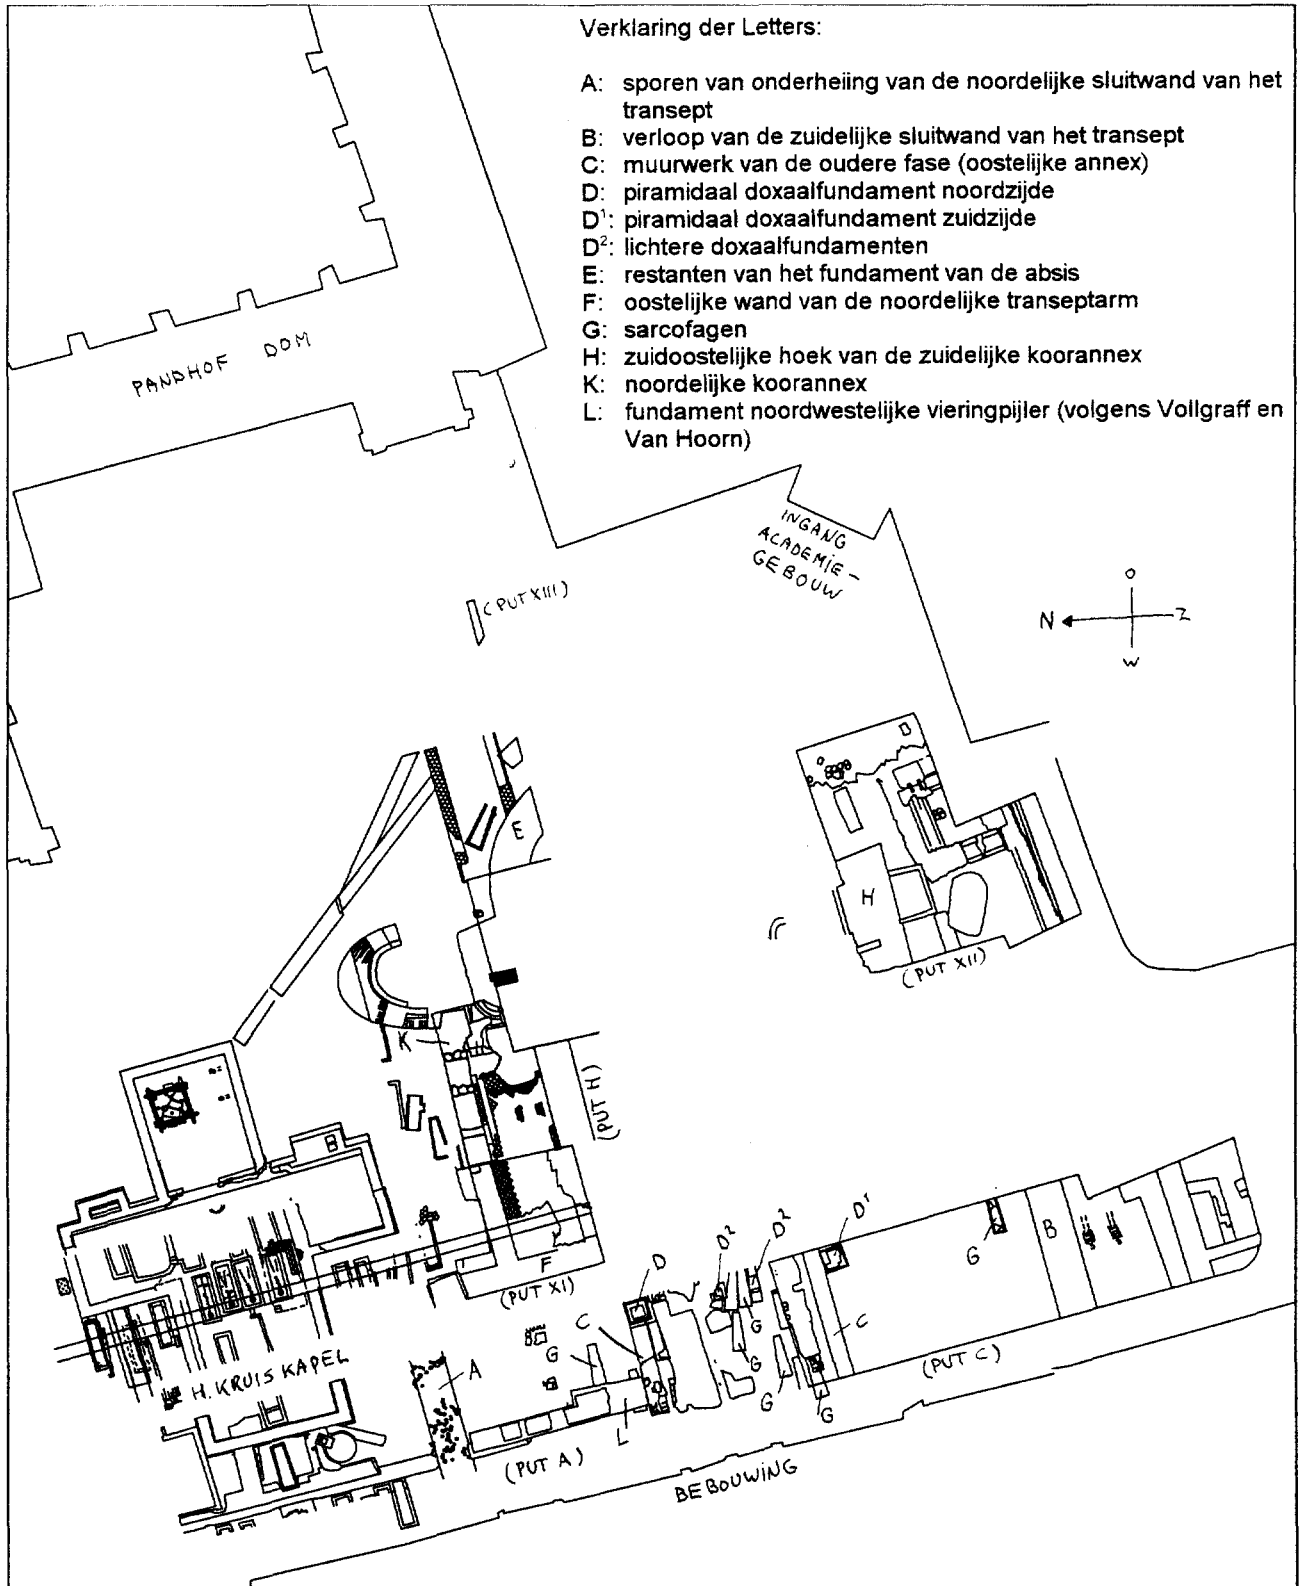 Verklaring der Letters:
A: sporen van onderheiing van de noordelijke sluitwand van het
transept
B: verloop van de zuidelijke sluitwand van het transept
C: muurwerk van de oudere fase (oostelijke annex)
D: piramidaal doxaalfundament noordzijde
D¹: piramidaal doxaalfundament zuidzijde
D²: lichtere doxaalfundamenten
E: restanten van het fundament van de absis
F: oostelijke wand van de noordelijke transeptarm
G: sarcofagen
H: zuidoostelijke hoek van de zuidelijke koorannex
K: noordelijke koorannex
L: fundament noordwestelijke vieringpijler (volgens Vollgraff en
Van Hoorn)
PANDHOF DOM
INGANG
ACADEMIE-
GEBOUW
(PUT XIII)
O
N
Z
W
E
H
(PUT XII)
K
(PUT H)
F
(PUT XI)
D
D²
D²
D¹
G
B
C
G
G
G
C
G
G
(PUT C)
H. KRUIS KAPEL
A
L
(PUT A)
BEBOUWING